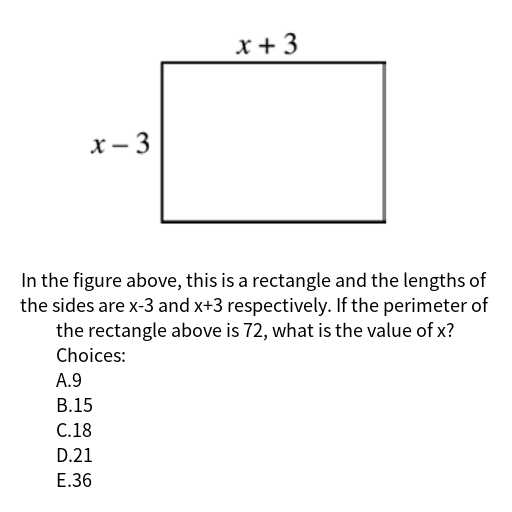 x + 3
x – 3
In the figure above, this is a rectangle and the lengths of
the sides are x-3 and x+3 respectively. If the perimeter of
the rectangle above is 72, what is the value of x?
Choices:
A.9
B.15
C.18
D.21
E.36